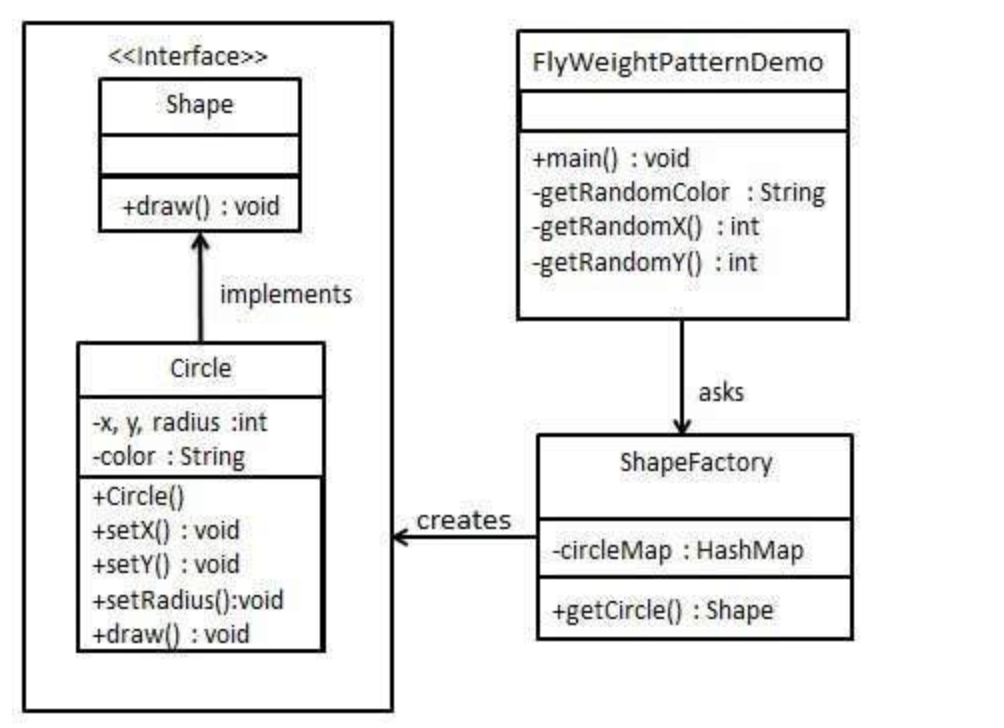 <<Interface>>
Shape
+draw() : void
implements
Circle
-x, y, radius :int
-color : String
+Circle()
+setX() : void
+setY() : void
+setRadius():void
+draw() : void
FlyWeightPatternDemo
+main() : void
-getRandomColor : String
-getRandomX() : int
-getRandomY() : int
asks
ShapeFactory
-circleMap : HashMap
+getCircle() : Shape
creates